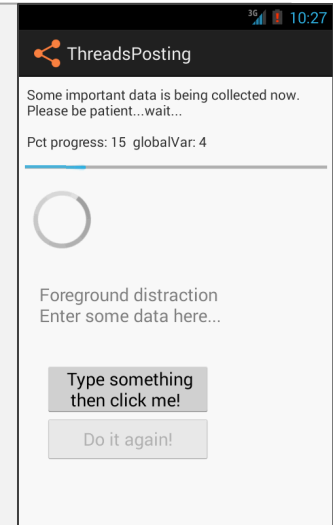 3G 10:27
ThreadsPosting
Some important data is being collected now.
Please be patient...wait...
Pct progress: 15 globalVar: 4
Foreground distraction
Enter some data here...
Type something
then click me!
Do it again!